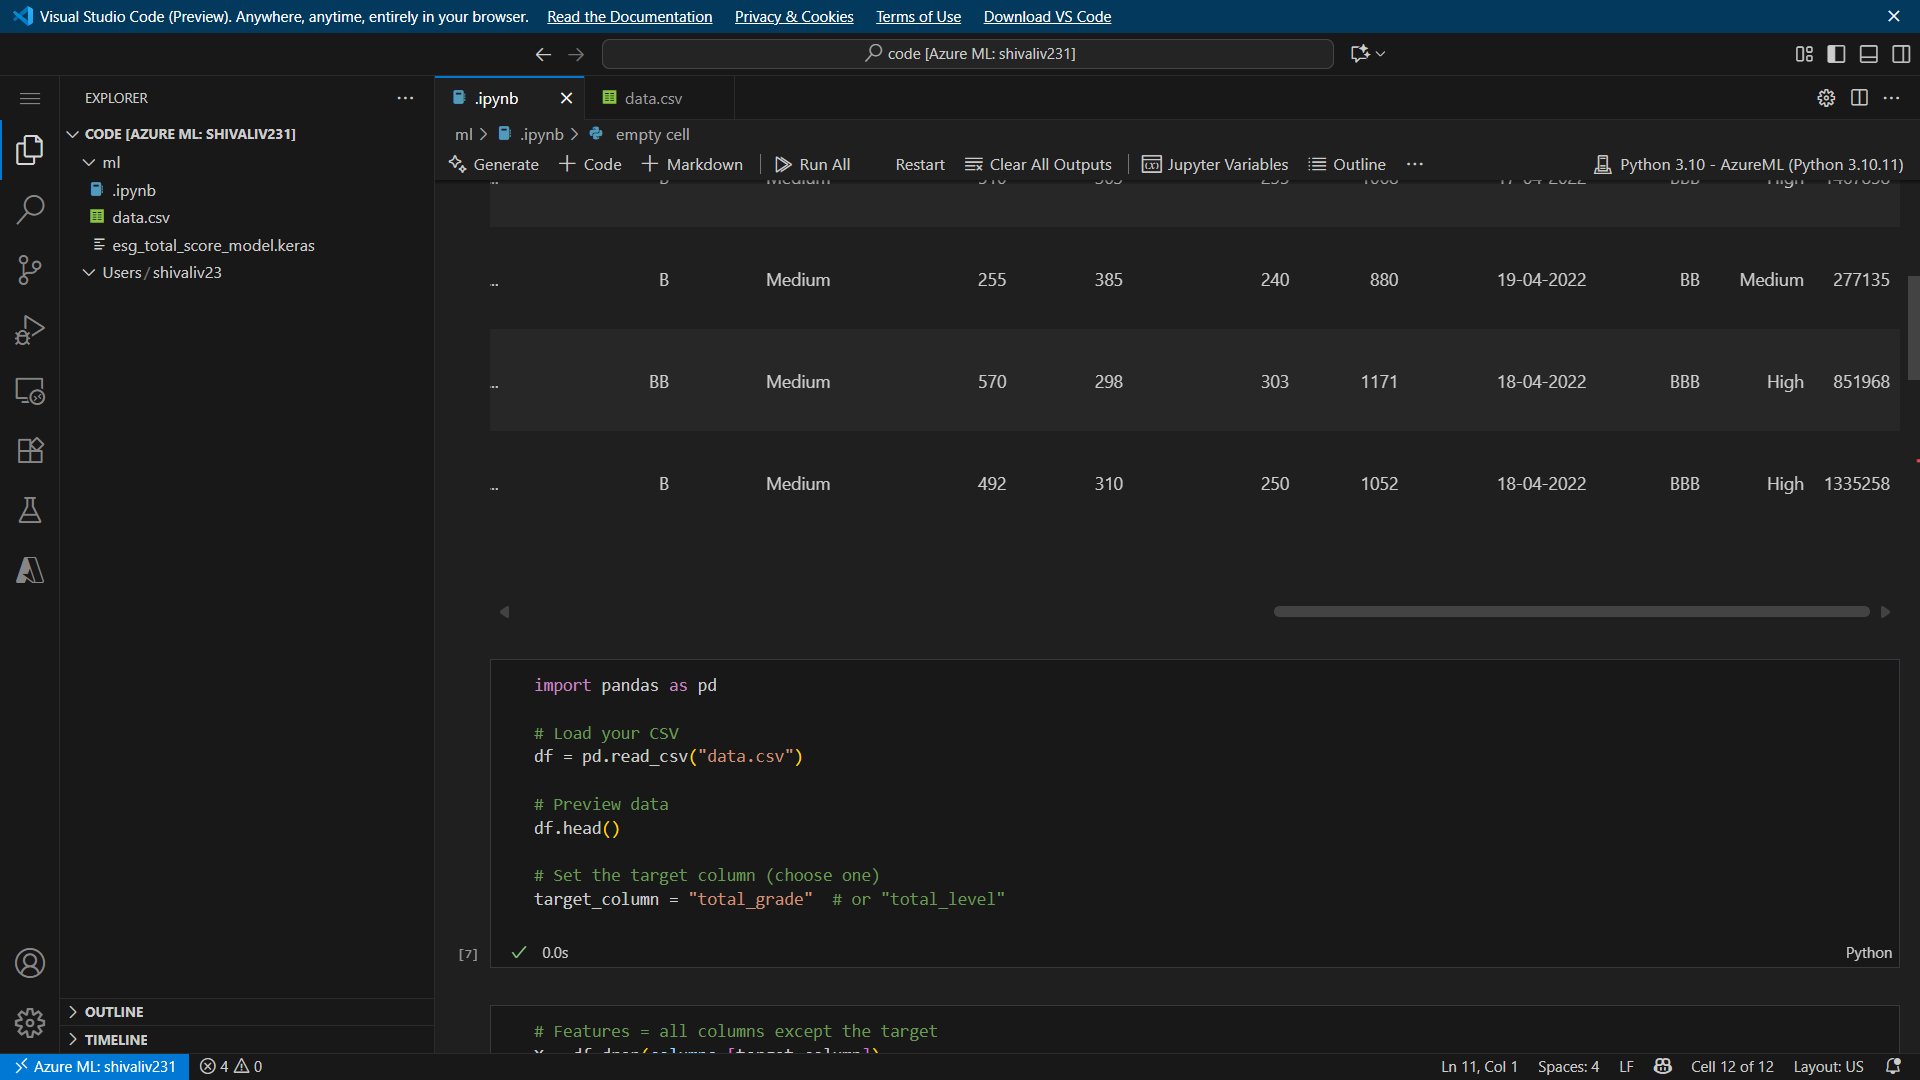 Visual Studio Code (Preview). Anywhere, anytime, entirely in your browser. Read the Documentation Privacy & Cookies Terms of Use Download VS Code
code [Azure ML: shivaliv231]
EXPLORER
CODE [AZURE ML: SHIVALIV231]
ml
.ipynb
data.csv
esg_total_score_model.keras
Users/shivaliv23
OUTLINE
TIMELINE
.ipynb data.csv
ml > .ipynb > empty cell
Generate + Code + Markdown Run All Restart Clear All Outputs Jupyter Variables Outline ... Python 3.10 - AzureML (Python 3.10.11)
... B Medium 255 385 240 880 19-04-2022 BB Medium 277135
... BB Medium 570 298 303 1171 18-04-2022 BBB High 851968
... B Medium 492 310 250 1052 18-04-2022 BBB High 1335258
import pandas as pd
# Load your CSV
df = pd.read_csv("data.csv")
# Preview data
df.head()
# Set the target column (choose one)
target_column = "total_grade"  # or "total_level"
[7] 0.0s Python
# Features = all columns except the target
Azure ML: shivaliv231 4 0 Ln 11, Col 1 Spaces: 4 LF Cell 12 of 12 Layout: US